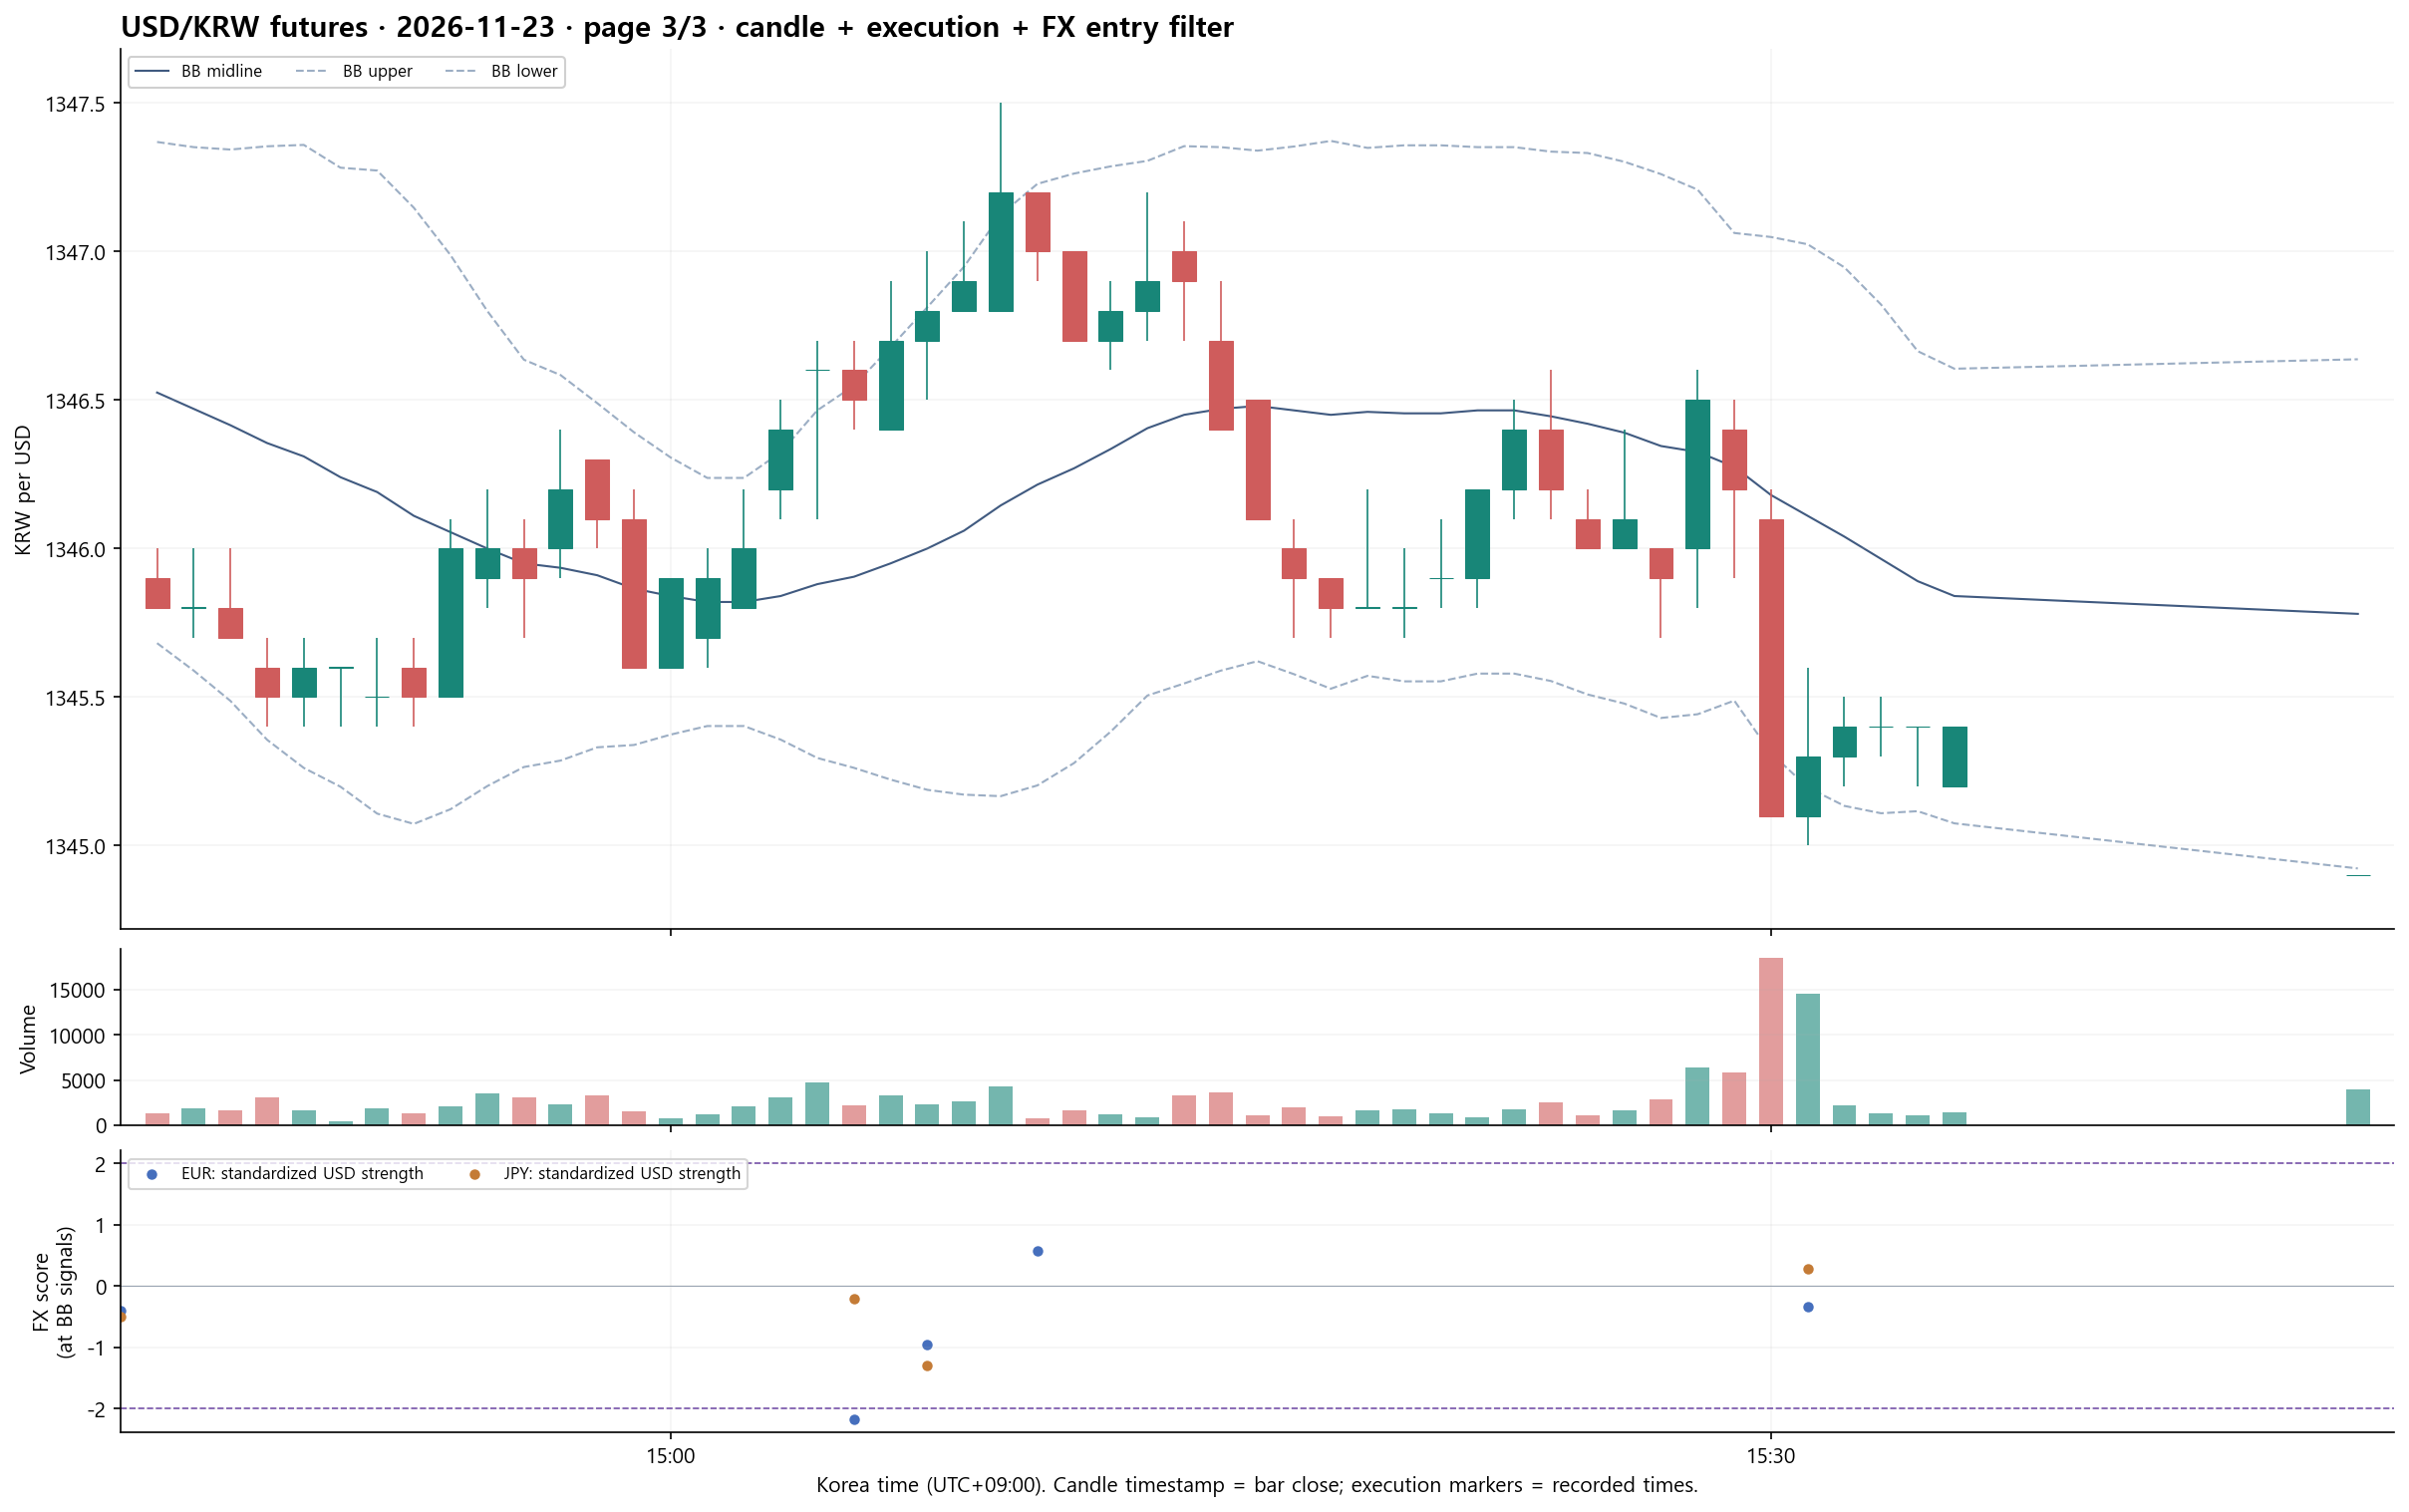 USD/KRW futures · 2026-11-23 · page 3/3 · candle + execution + FX entry filter
BB midline BB upper BB lower
1347.5
1347.0
1346.5
1346.0
1345.5
1345.0
KRW per USD
15000
10000
5000
0
Volume
EUR: standardized USD strength JPY: standardized USD strength
2
1
0
-1
-2
FX score
(at BB signals)
15:00 15:30
Korea time (UTC+09:00). Candle timestamp = bar close; execution markers = recorded times.